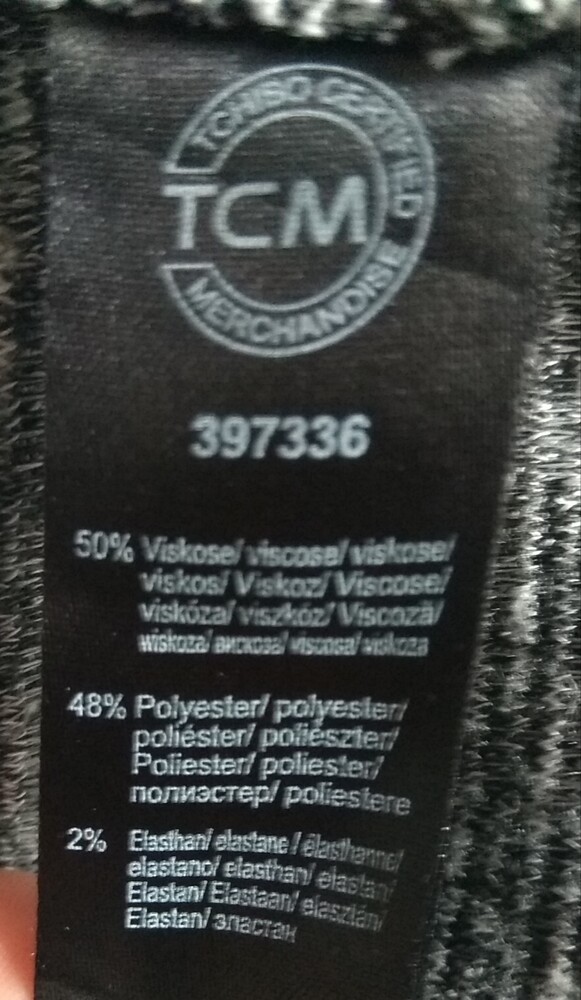 TCHIBO CERTIFIED
TCM
MERCHANDISE
397336
50% Viskose/ viscose/ viskose/
viskos/ Viskoz/ Viscose/
viskóza/ viszkóz/ Viscoză/
wiskoza/ вискоза/ viscosa/ viskoza
48% Polyester/ polyester/
poliéster/ poliészter/
Poliester/ poliester/
полиэстер/ poliestere
2% Elasthan/ elastane / élasthanne/
elastano/ elasthan/ elastan/
Elastan/ Elastaan/ elasztán/
Elastan/ эластан